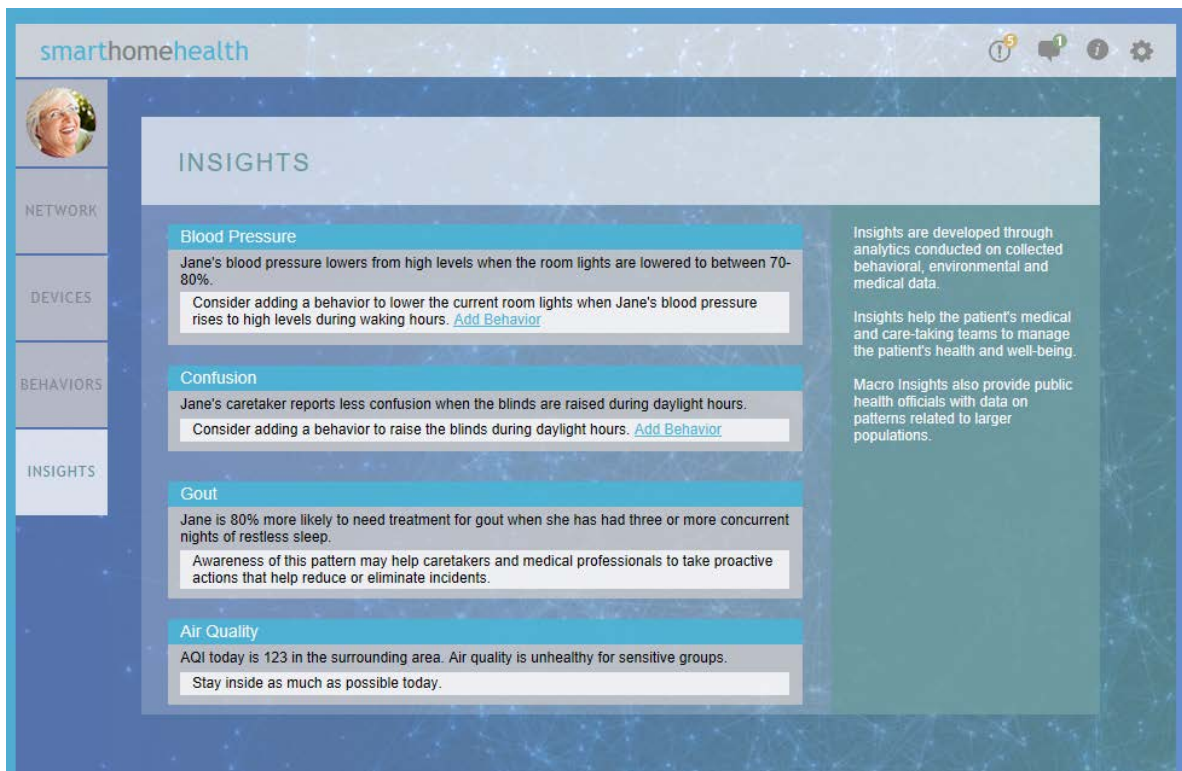 smarthomehealth
5
1
INSIGHTS
NETWORK
DEVICES
BEHAVIORS
INSIGHTS
Blood Pressure
Jane's blood pressure lowers from high levels when the room lights are lowered to between 70-
80%.
Consider adding a behavior to lower the current room lights when Jane's blood pressure
rises to high levels during waking hours. Add Behavior
Confusion
Jane's caretaker reports less confusion when the blinds are raised during daylight hours.
Consider adding a behavior to raise the blinds during daylight hours. Add Behavior
Gout
Jane is 80% more likely to need treatment for gout when she has had three or more concurrent
nights of restless sleep.
Awareness of this pattern may help caretakers and medical professionals to take proactive
actions that help reduce or eliminate incidents.
Air Quality
AQI today is 123 in the surrounding area. Air quality is unhealthy for sensitive groups.
Stay inside as much as possible today.
Insights are developed through
analytics conducted on collected
behavioral, environmental and
medical data.
Insights help the patient's medical
and care-taking teams to manage
the patient's health and well-being.
Macro Insights also provide public
health officials with data on
patterns related to larger
populations.